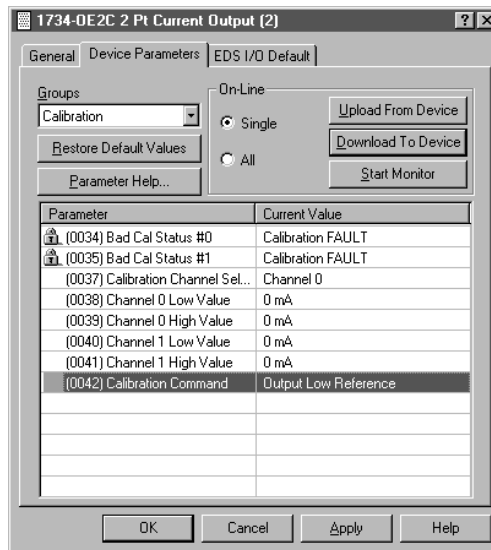 1734-OE2C 2 Pt Current Output (2)
General Device Parameters EDS I/O Default
Groups
Calibration
Restore Default Values
Parameter Help...
On-Line
Single
All
Upload From Device
Download To Device
Start Monitor
Parameter Current Value
(0034) Bad Cal Status #0 Calibration FAULT
(0035) Bad Cal Status #1 Calibration FAULT
(0037) Calibration Channel Sel... Channel 0
(0038) Channel 0 Low Value 0 mA
(0039) Channel 0 High Value 0 mA
(0040) Channel 1 Low Value 0 mA
(0041) Channel 1 High Value 0 mA
(0042) Calibration Command Output Low Reference
OK Cancel Apply Help